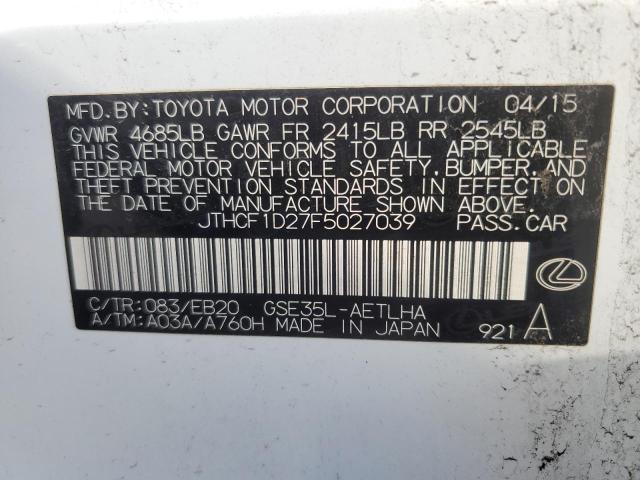 MFD. BY: TOYOTA MOTOR CORPORATION 04/15
GVWR 4685LB GAWR FR 2415LB RR 2545LB
THIS VEHICLE CONFORMS TO ALL APPLICABLE
FEDERAL MOTOR VEHICLE SAFETY, BUMPER, AND
THEFT PREVENTION STANDARDS IN EFFECT ON
THE DATE OF MANUFACTURE SHOWN ABOVE.
JTHCF1D27F5027039 PASS. CAR
C/TR: 083/EB20 GSE35L-AETLHA
A/TM: A03A/A760H MADE IN JAPAN 921 A